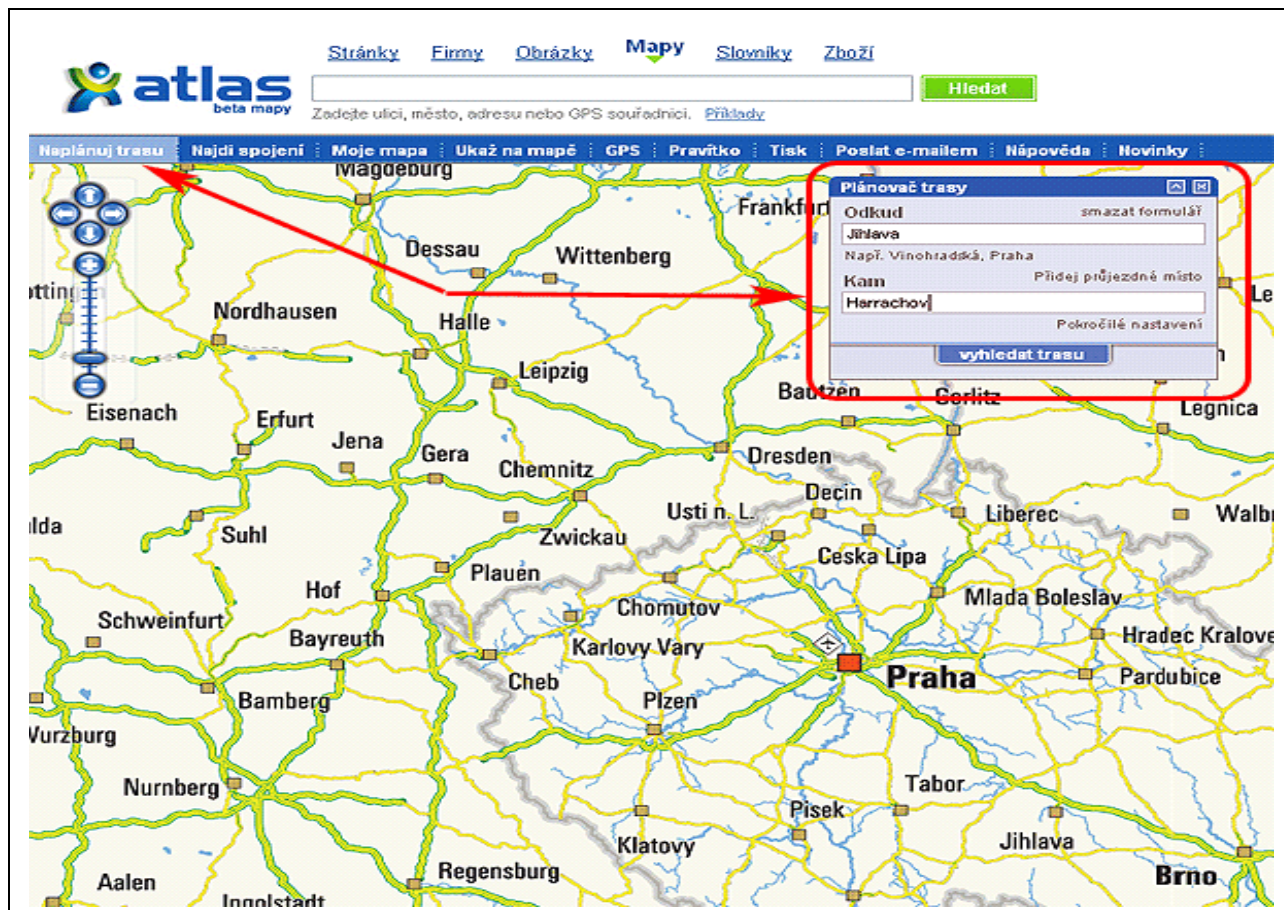 Stránky Firmy Obrázky Mapy Slovníky Zboží
atlas
beta mapy
Hledat
Zadejte ulici, město, adresu nebo GPS souřadnici. Příklady
Naplánuj trasu Najdi spojení Moje mapa Ukaž na mapě GPS Pravítko Tisk Poslat e-mailem Nápověda Novinky
Plánovač trasy
Odkud smazat formulář
Jihlava
Např. Vinohradská, Praha
Kam Přidej průjezdné místo
Harrachov
Pokročilé nastavení
vyhledat trasu
Magdeburg
Dessau
Wittenberg
Nordhausen
Halle
Leipzig
Eisenach
Erfurt
Jena
Gera
Chemnitz
Bautzen
Gorlitz
Legnica
Dresden
Decin
Usti n. L.
Liberec
Suhl
Zwickau
Ceska Lipa
Plauen
Hof
Chomutov
Mlada Boleslav
Schweinfurt
Bayreuth
Karlovy Vary
Hradec Kralove
Bamberg
Cheb
Plzen
Praha
Pardubice
Nurnberg
Tabor
Pisek
Klatovy
Jihlava
Brno
Regensburg
Aalen
Ingolstadt